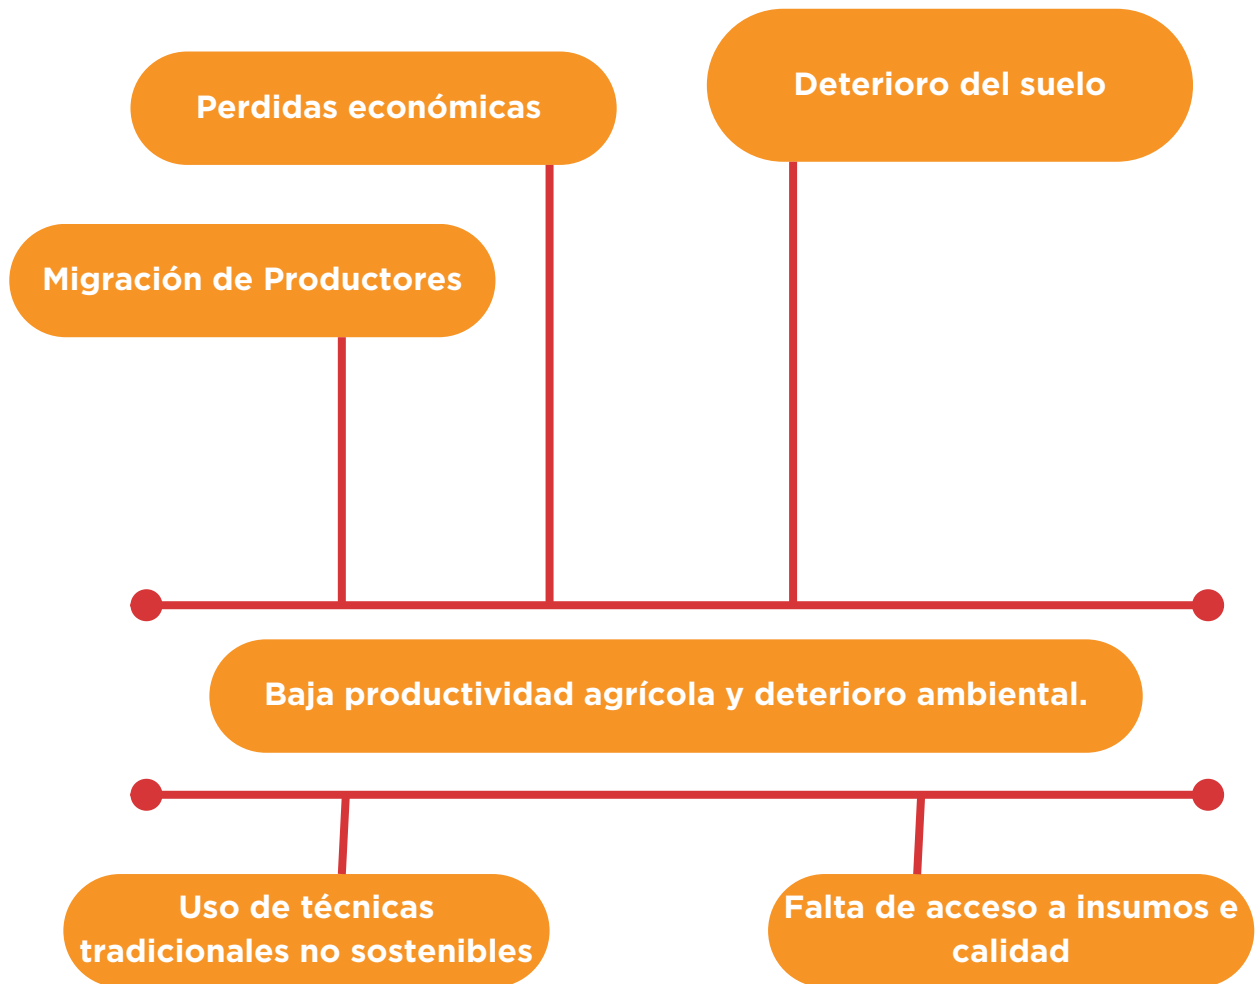 Perdidas económicas
Deterioro del suelo
Migración de Productores
Baja productividad agrícola y deterioro ambiental.
Uso de técnicas
tradicionales no sostenibles
Falta de acceso a insumos e
calidad